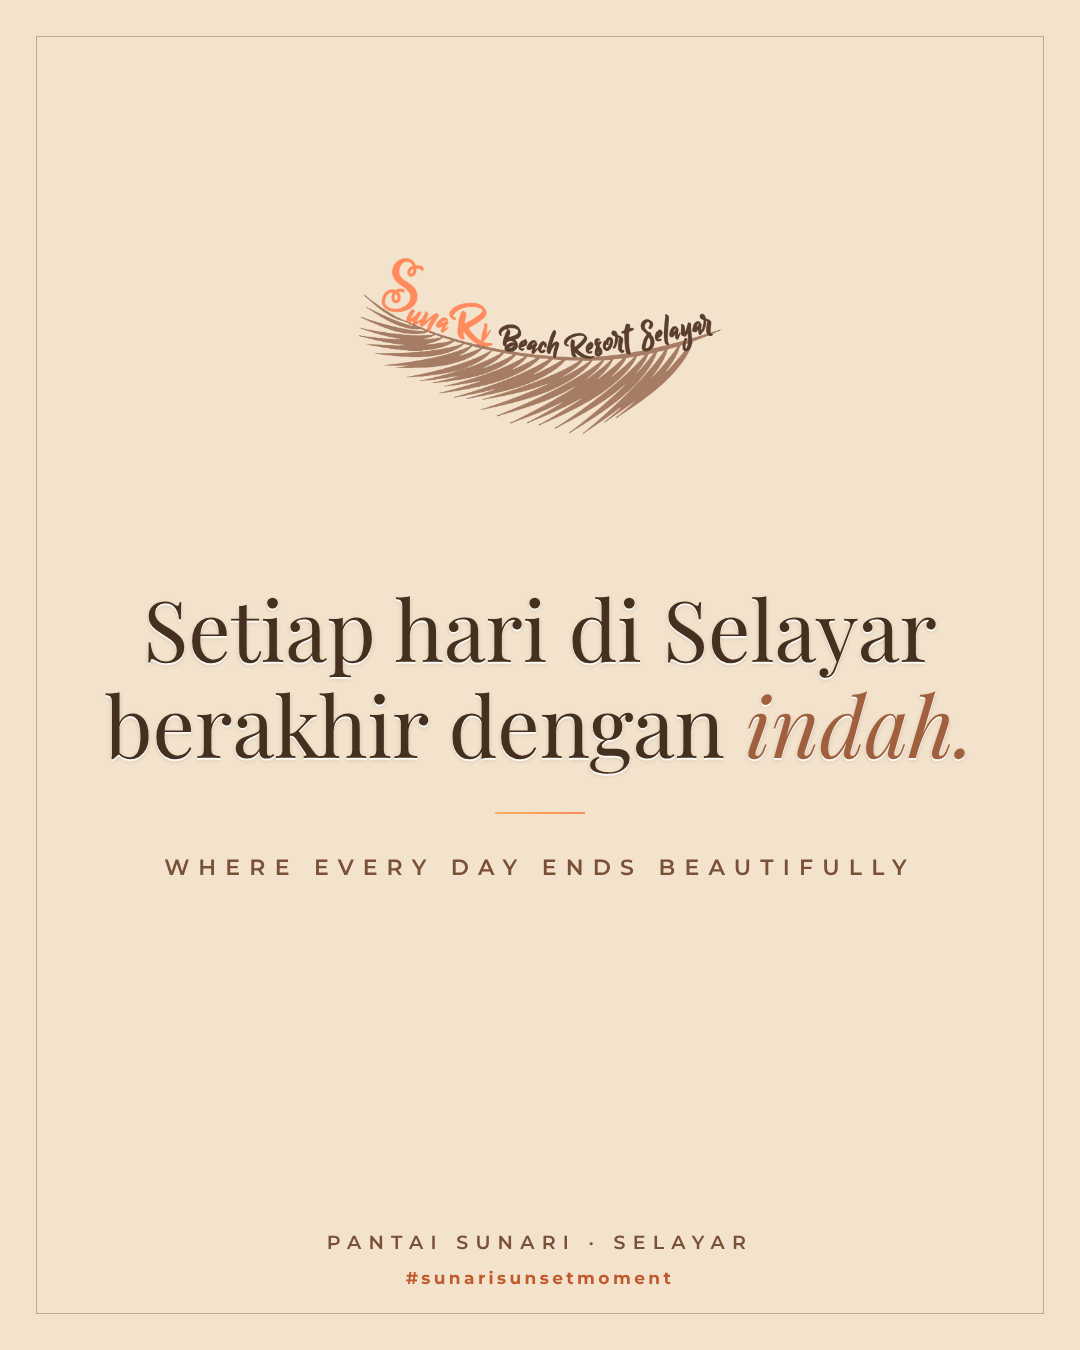 SunaRi Beach Resort Selayar
Setiap hari di Selayar
berakhir dengan indah.
WHERE EVERY DAY ENDS BEAUTIFULLY
PANTAI SUNARI · SELAYAR
#sunarisunsetmoment